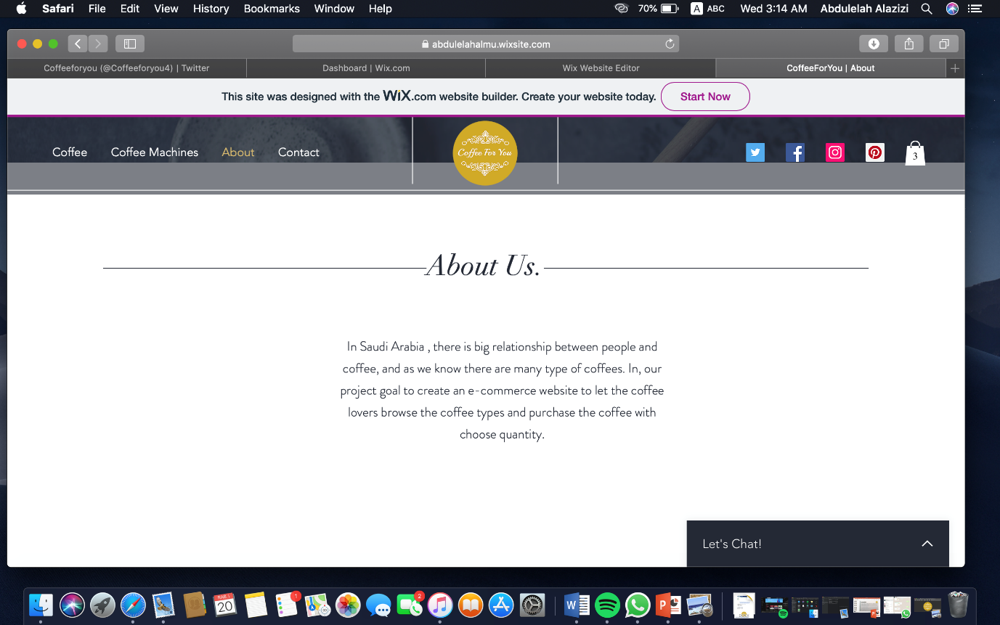 Safari File Edit View History Bookmarks Window Help 70% A ABC Wed 3:14 AM Abdulelah Alazizi
abdulelahalmu.wixsite.com
Coffeeforyou (@Coffeeforyou4) | Twitter Dashboard | Wix.com Wix Website Editor CoffeeForYou | About
This site was designed with the WiX.com website builder. Create your website today. Start Now
Coffee Coffee Machines About Contact Coffee For You 3
About Us.
In Saudi Arabia , there is big relationship between people and
coffee, and as we know there are many type of coffees. In, our
project goal to create an e-commerce website to let the coffee
lovers browse the coffee types and purchase the coffee with
choose quantity.
Let's Chat!
RAB. I
20
1
2
W
P